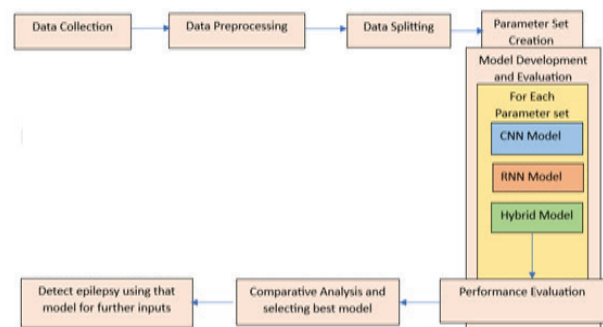 Data Collection
Data Preprocessing
Data Splitting
Parameter Set
Creation
Model Development
and Evaluation
For Each
Parameter set
CNN Model
RNN Model
Hybrid Model
Performance Evaluation
Comparative Analysis and
selecting best model
Detect epilepsy using that
model for further inputs